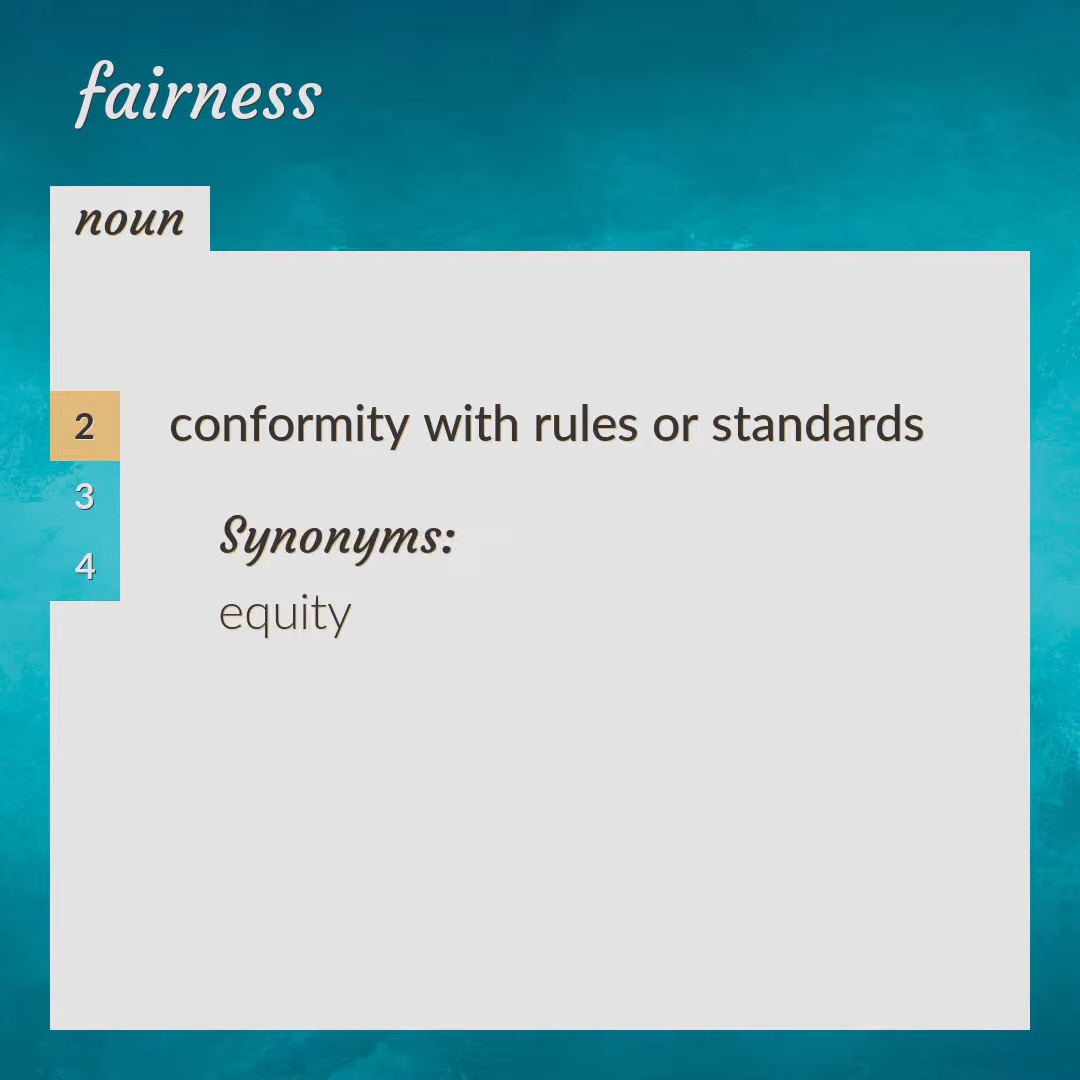 fairness
noun
2 conformity with rules or standards
3
Synonyms:
4
equity